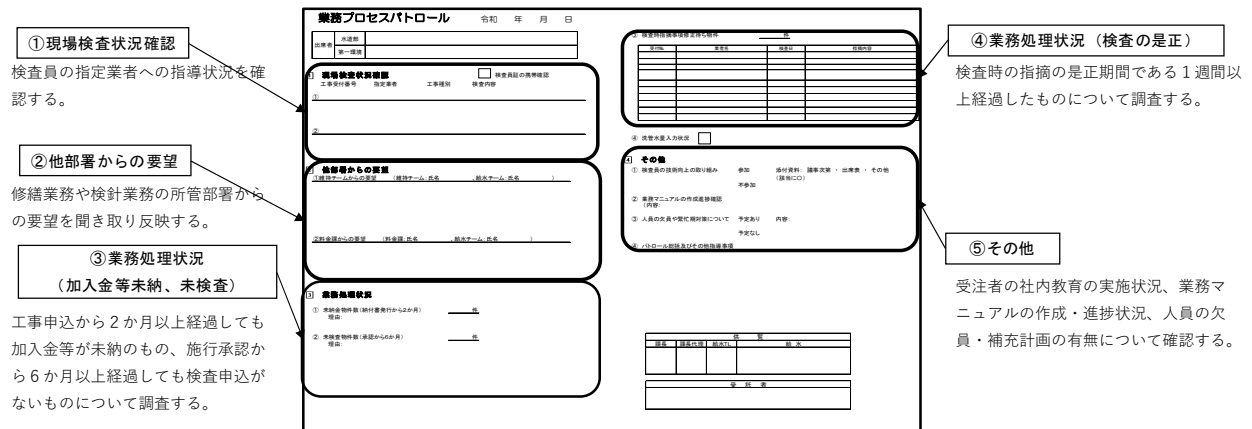 ①現場検査状況確認
検査員の指定業者への指導状況を確
認する。
②他部署からの要望
修繕業務や検針業務の所管部署から
の要望を聞き取り反映する。
③業務処理状況
(加入金等未納、未検査)
工事申込から2か月以上経過しても
加入金等が未納のもの、施行承認か
ら6か月以上経過しても検査申込が
ないものについて調査する。
業務プロセスパトロール 令和 年 月 日
出席者
水道部
第一環境
1 現場検査状況確認 検査員証の携帯確認
工事受付番号 指定業者 工事種別 検査内容
①
②
他部署からの要望
①維持チームからの要望 (維持チーム:氏名 、給水チーム:氏名 )
②料金課からの要望 (料金課:氏名 、給水チーム:氏名 )
3 業務処理状況
① 未納金物件数(納付書発行から2か月) 件
理由:
② 未検査物件数(承認から6か月) 件
理由:
③ 検査時指摘事項修正待ち物件 件
受付No. 業者名 検査日 指摘内容
④ 洗管水量入力状況
4 その他
① 検査員の技術向上の取り組み 参加 添付資料: 議事次第 ・ 出席表 ・ その他
(該当に○)
不参加
② 業務マニュアルの作成進捗確認
(内容:
③ 人員の欠員や繁忙期対策について 予定あり 内容:
予定なし
④ パトロール総括及びその他指導事項
供 覧
課長 課長代理 給水TL 給 水
受 託 者
④業務処理状況(検査の是正)
検査時の指摘の是正期間である1週間以
上経過したものについて調査する。
⑤その他
受注者の社内教育の実施状況、業務マ
ニュアルの作成・進捗状況、人員の欠
員・補充計画の有無について確認する。